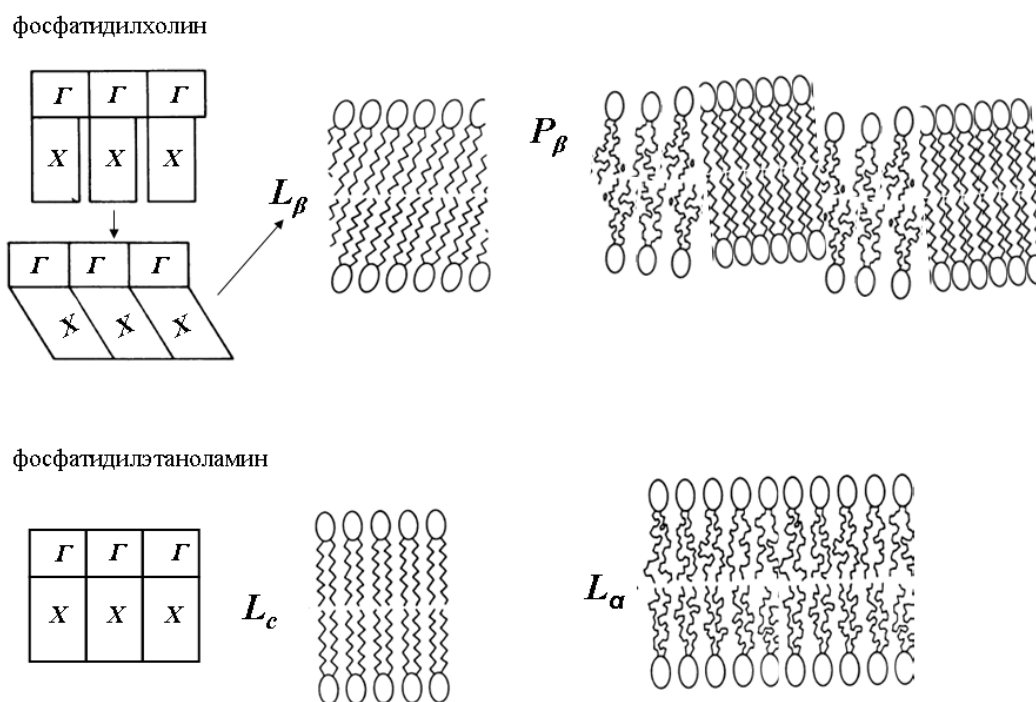 фосфатидилхолин
Г Г Г
Х Х Х
Г Г Г
Х Х Х
Lβ
Pβ
фосфатидилэтаноламин
Г Г Г
Х Х Х
Lc
Lα